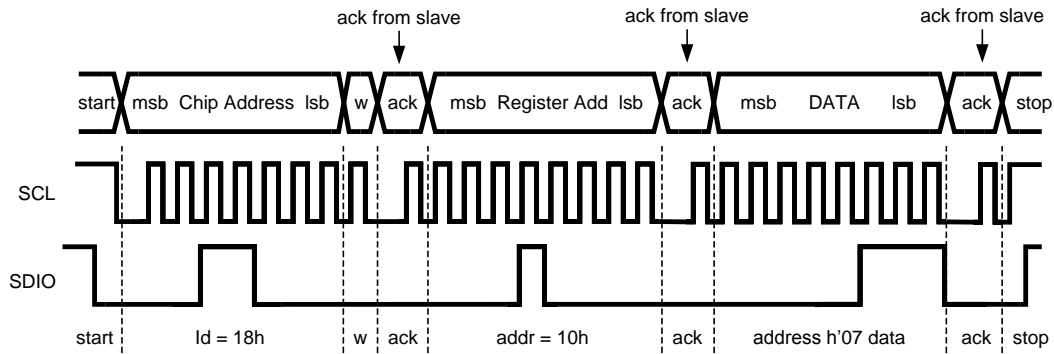 ack from slave ack from slave ack from slave
start msb Chip Address lsb w ack msb Register Add lsb ack msb DATA lsb ack stop
SCL
SDIO
start Id = 18h w ack addr = 10h ack address h'07 data ack stop